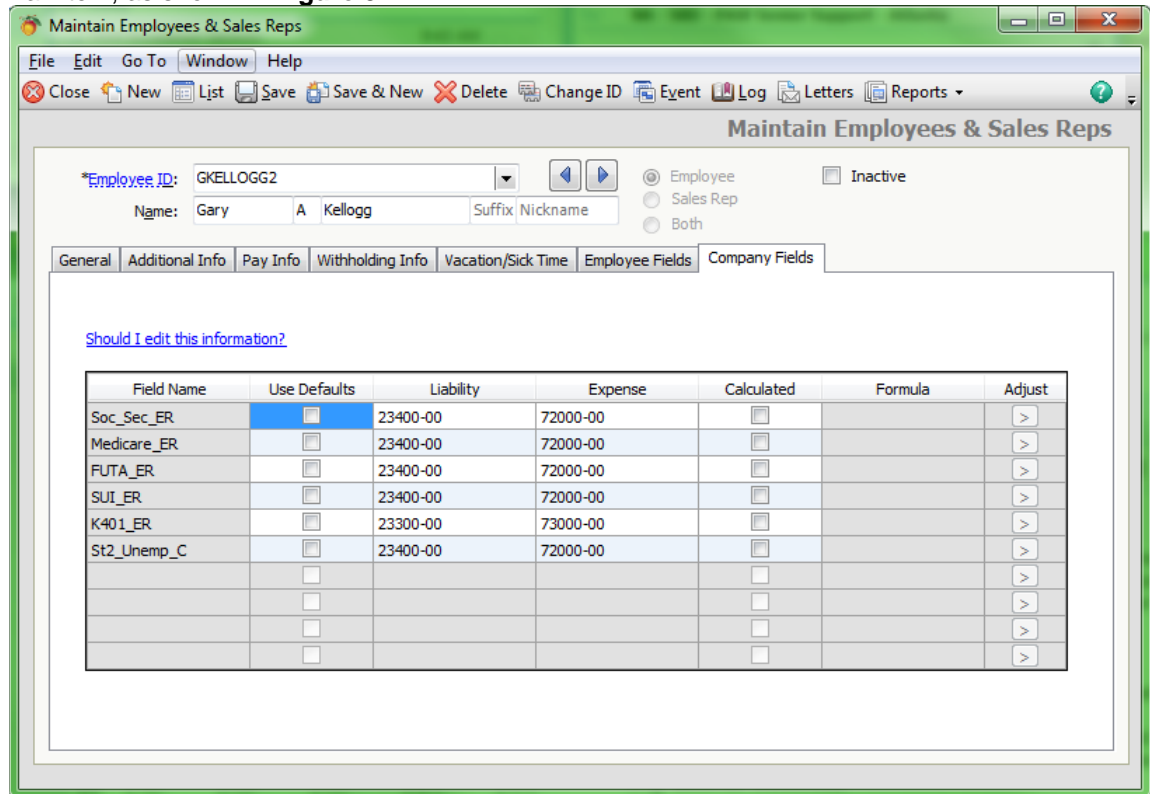 Maintain Employees & Sales Reps
File Edit Go To Window Help
Close New List Save Save & New Delete Change ID Event Log Letters Reports
Maintain Employees & Sales Reps
*Employee ID: GKELLOGG2 Employee Inactive
Sales Rep
Name: Gary A Kellogg Suffix Nickname
Both
General Additional Info Pay Info Withholding Info Vacation/Sick Time Employee Fields Company Fields
Should I edit this information?
Field Name Use Defaults Liability Expense Calculated Formula Adjust
Soc_Sec_ER 23400-00 72000-00 >
Medicare_ER 23400-00 72000-00 >
FUTA_ER 23400-00 72000-00 >
SUI_ER 23400-00 72000-00 >
K401_ER 23300-00 73000-00 >
St2_Unemp_C 23400-00 72000-00 >
>
>
>
>